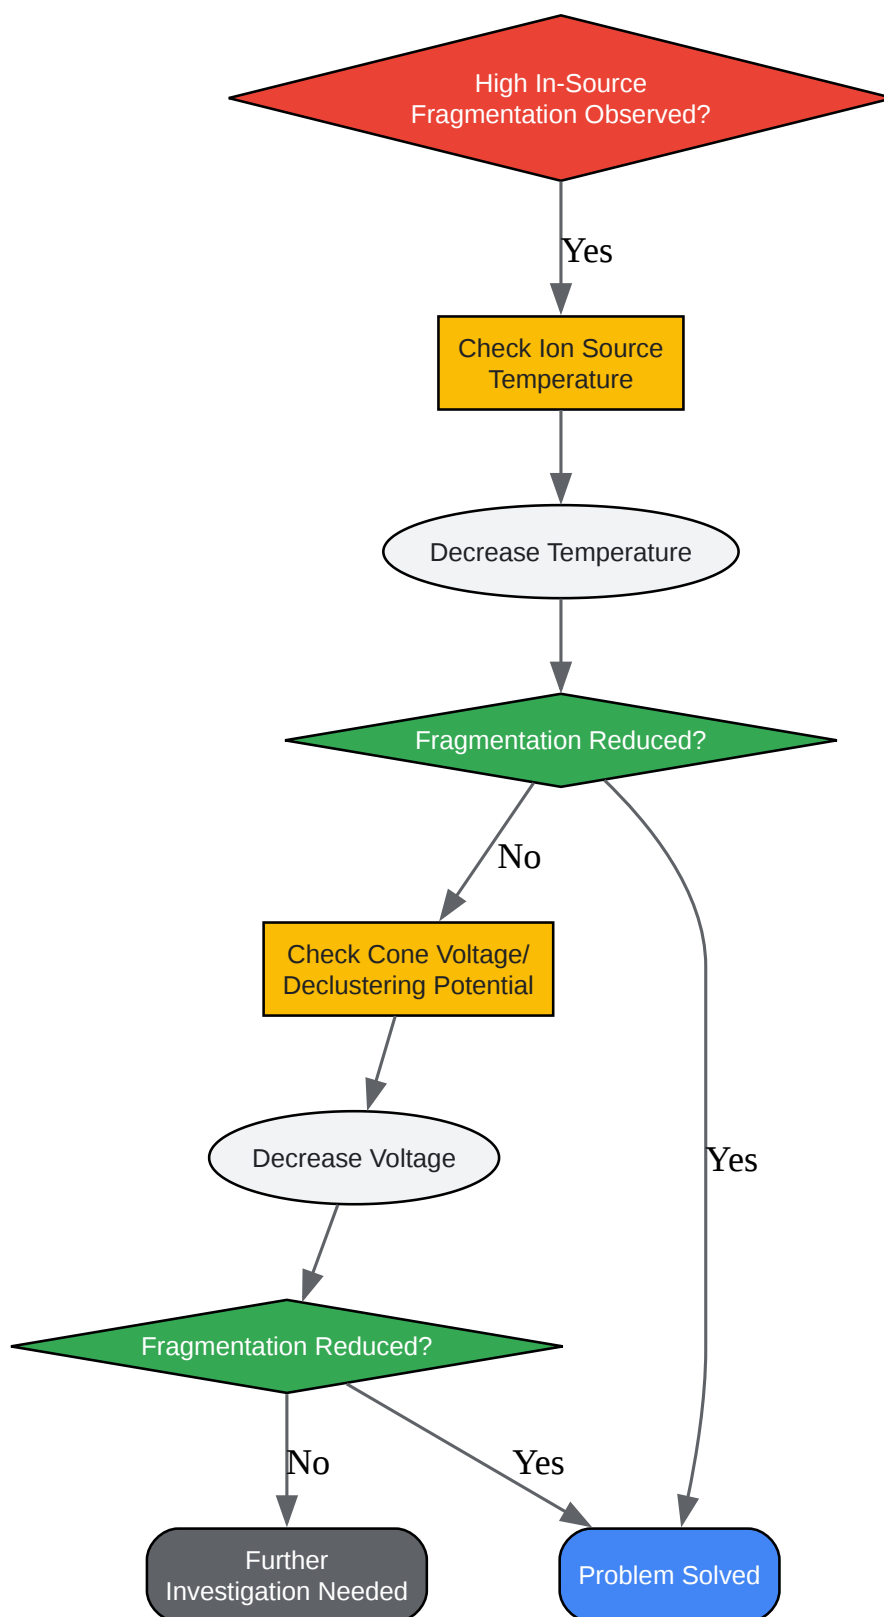 High In-Source
Fragmentation Observed?
Yes
Check Ion Source
Temperature
Decrease Temperature
Fragmentation Reduced?
No
Check Cone Voltage/
Declustering Potential
Decrease Voltage
Yes
Fragmentation Reduced?
No
Yes
Further
Investigation Needed
Problem Solved